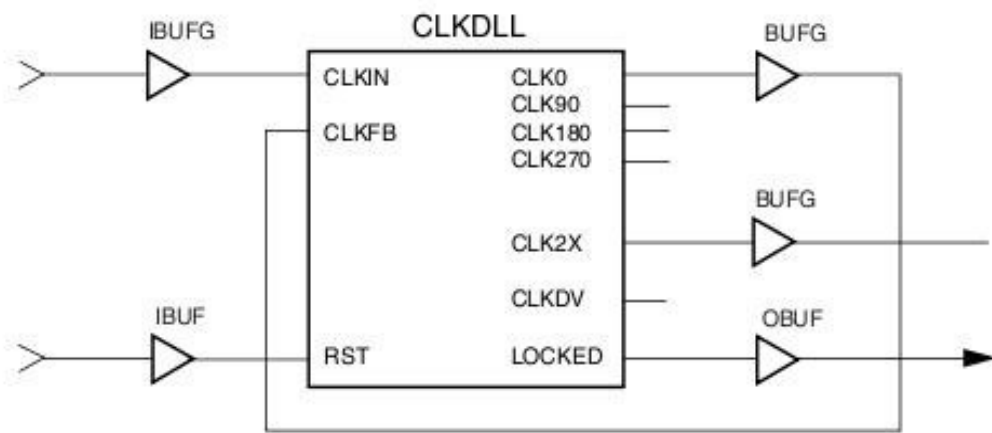 CLKDLL
IBUFG
BUFG
CLKIN
CLK0
CLK90
CLKFB
CLK180
CLK270
BUFG
CLK2X
CLKDV
IBUF
OBUF
RST
LOCKED